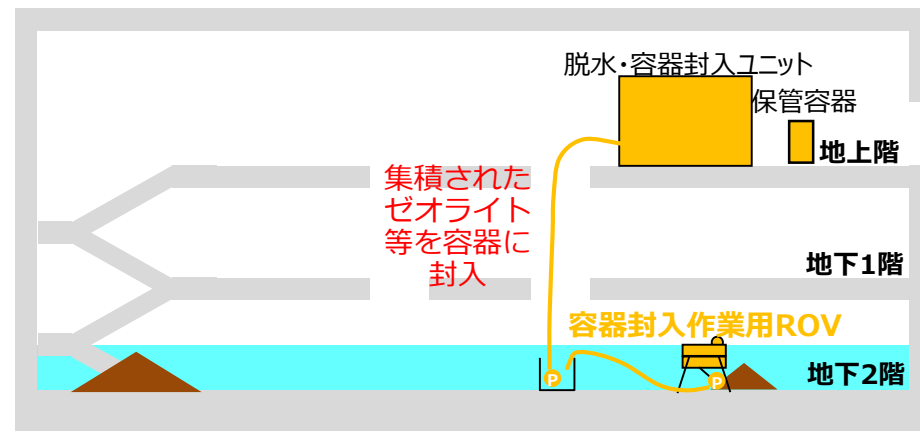 脱水・容器封入ユニット
保管容器
地上階
集積された
ゼオライト
等を容器に
封入
地下1階
容器封入作業用ROV
地下2階
P
P